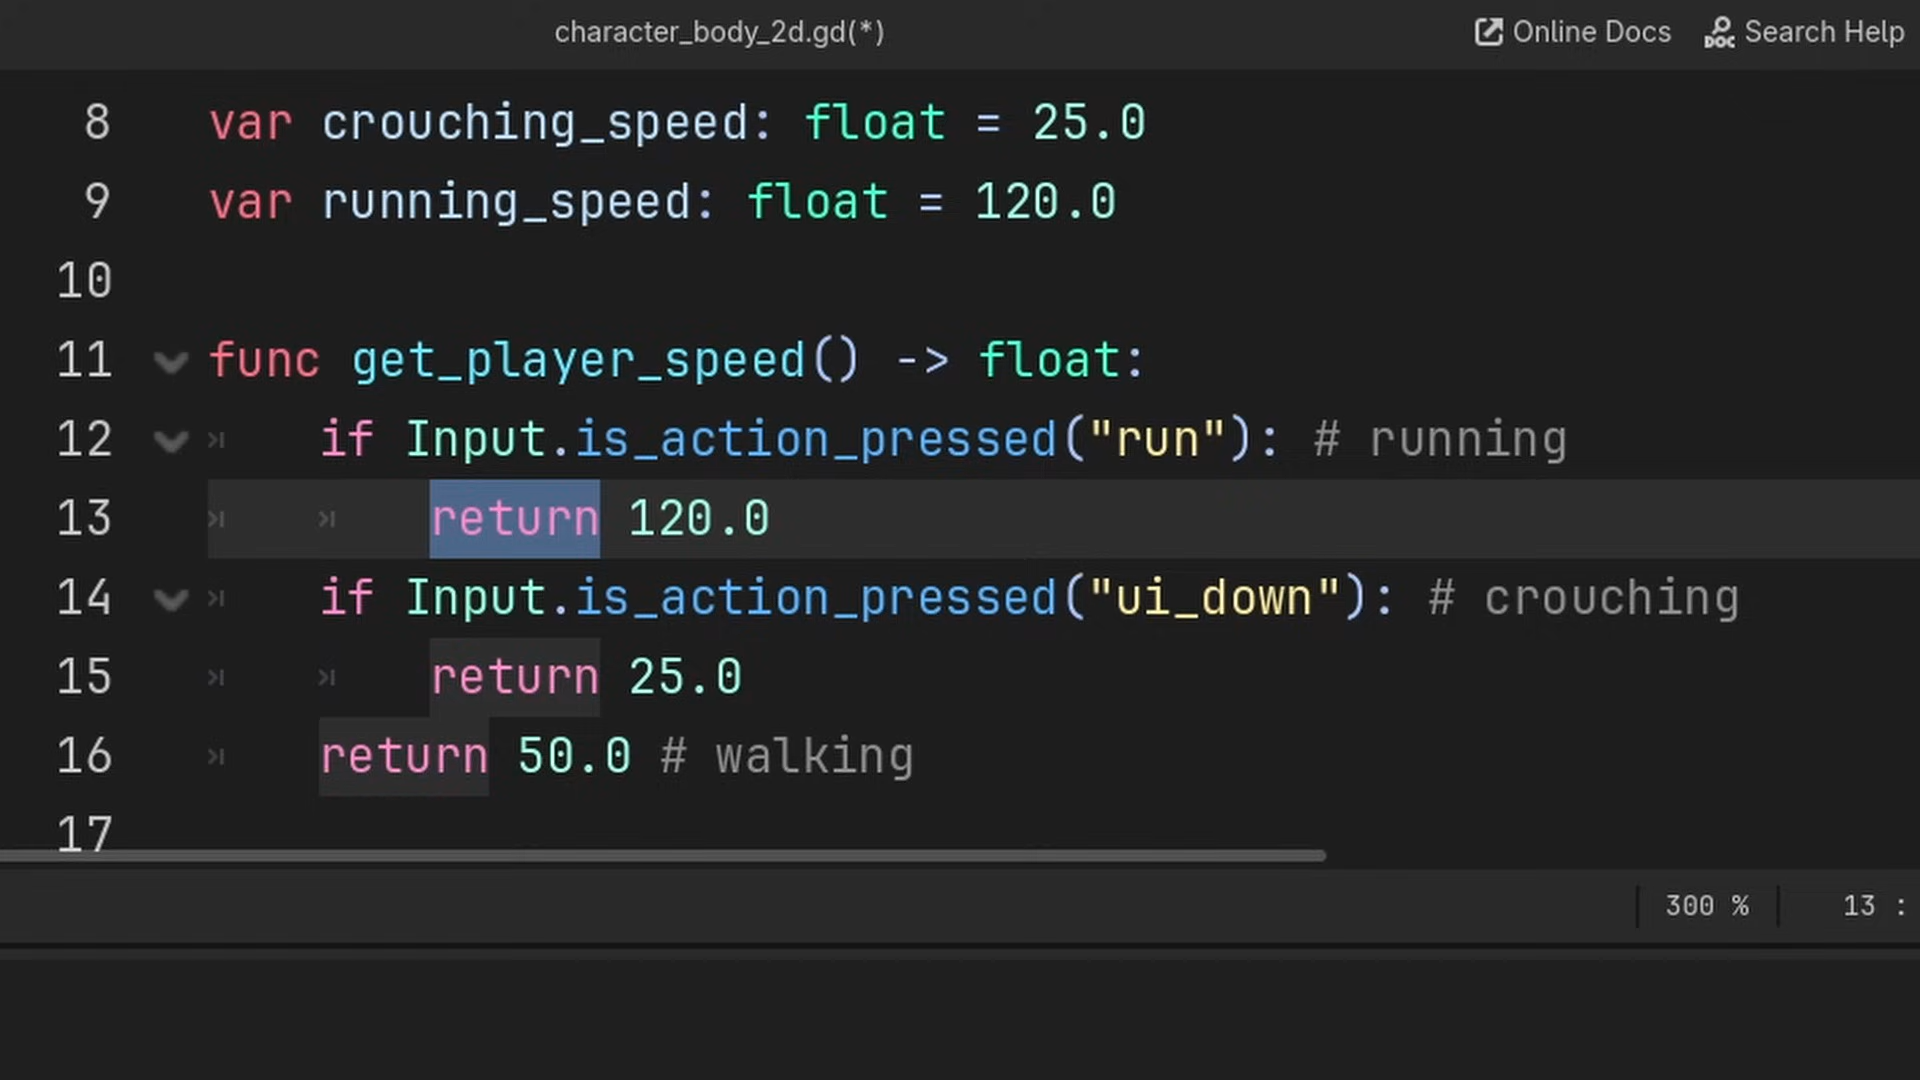 character_body_2d.gd(*)
Online Docs
Search Help
8 var crouching_speed: float = 25.0
9 var running_speed: float = 120.0
10
11 func get_player_speed() -> float:
12 if Input.is_action_pressed("run"): # running
13 return 120.0
14 if Input.is_action_pressed("ui_down"): # crouching
15 return 25.0
16 return 50.0 # walking
17
300 %
13 :